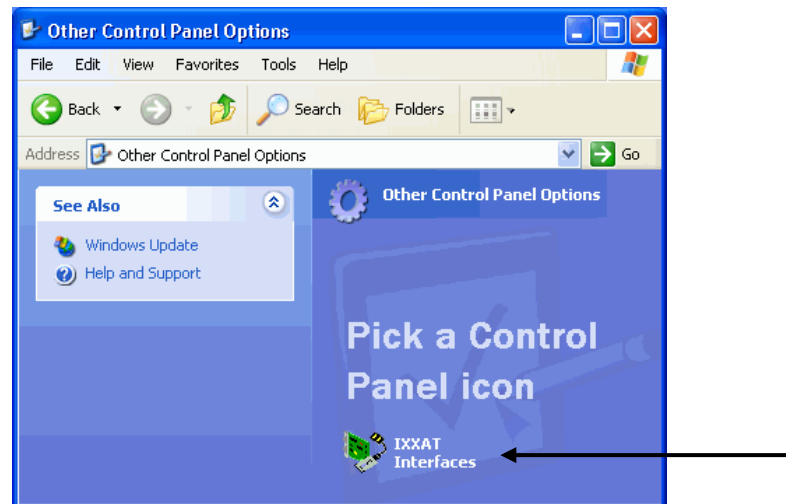 Other Control Panel Options
File Edit View Favorites Tools Help
Back Search Folders
Address Other Control Panel Options Go
See Also
Windows Update
Help and Support
Other Control Panel Options
Pick a Control
Panel icon
IXXAT
Interfaces